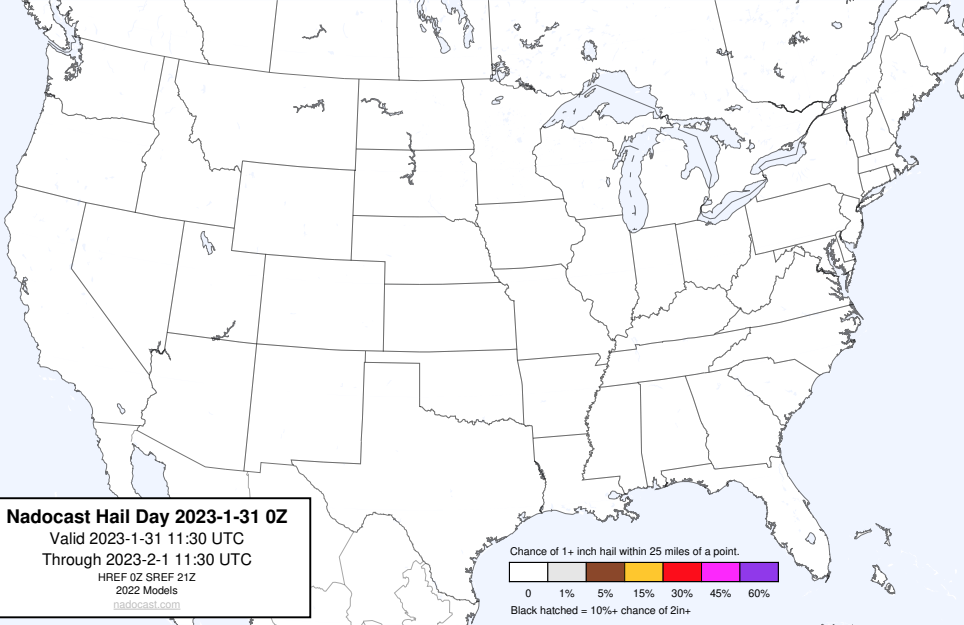 Nadocast Hail Day 2023-1-31 0Z
Valid 2023-1-31 11:30 UTC
Through 2023-2-1 11:30 UTC
HREF 0Z SREF 21Z
2022 Models
nadocast.com
Chance of 1+ inch hail within 25 miles of a point.
0 1% 5% 15% 30% 45% 60%
Black hatched = 10%+ chance of 2in+